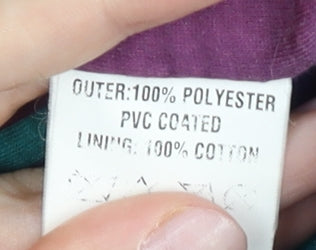 OUTER:100% POLYESTER
PVC COATED
LINING: 100% COTTON